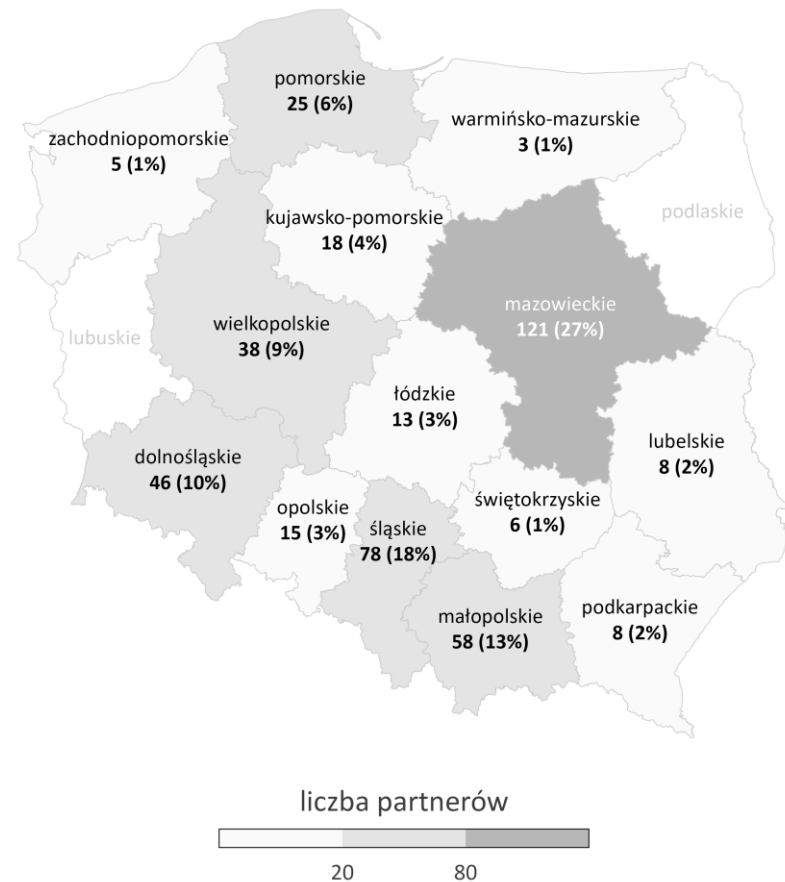 pomorskie
25 (6%)
warmińsko-mazurskie
3 (1%)
zachodniopomorskie
5 (1%)
podlaskie
kujawsko-pomorskie
18 (4%)
mazowieckie
121 (27%)
wielkopolskie
38 (9%)
lubuskie
łódzkie
13 (3%)
lubelskie
8 (2%)
dolnośląskie
46 (10%)
opolskie
15 (3%)
śląskie
78 (18%)
świętokrzyskie
6 (1%)
małopolskie
58 (13%)
podkarpackie
8 (2%)
liczba partnerów
20 80